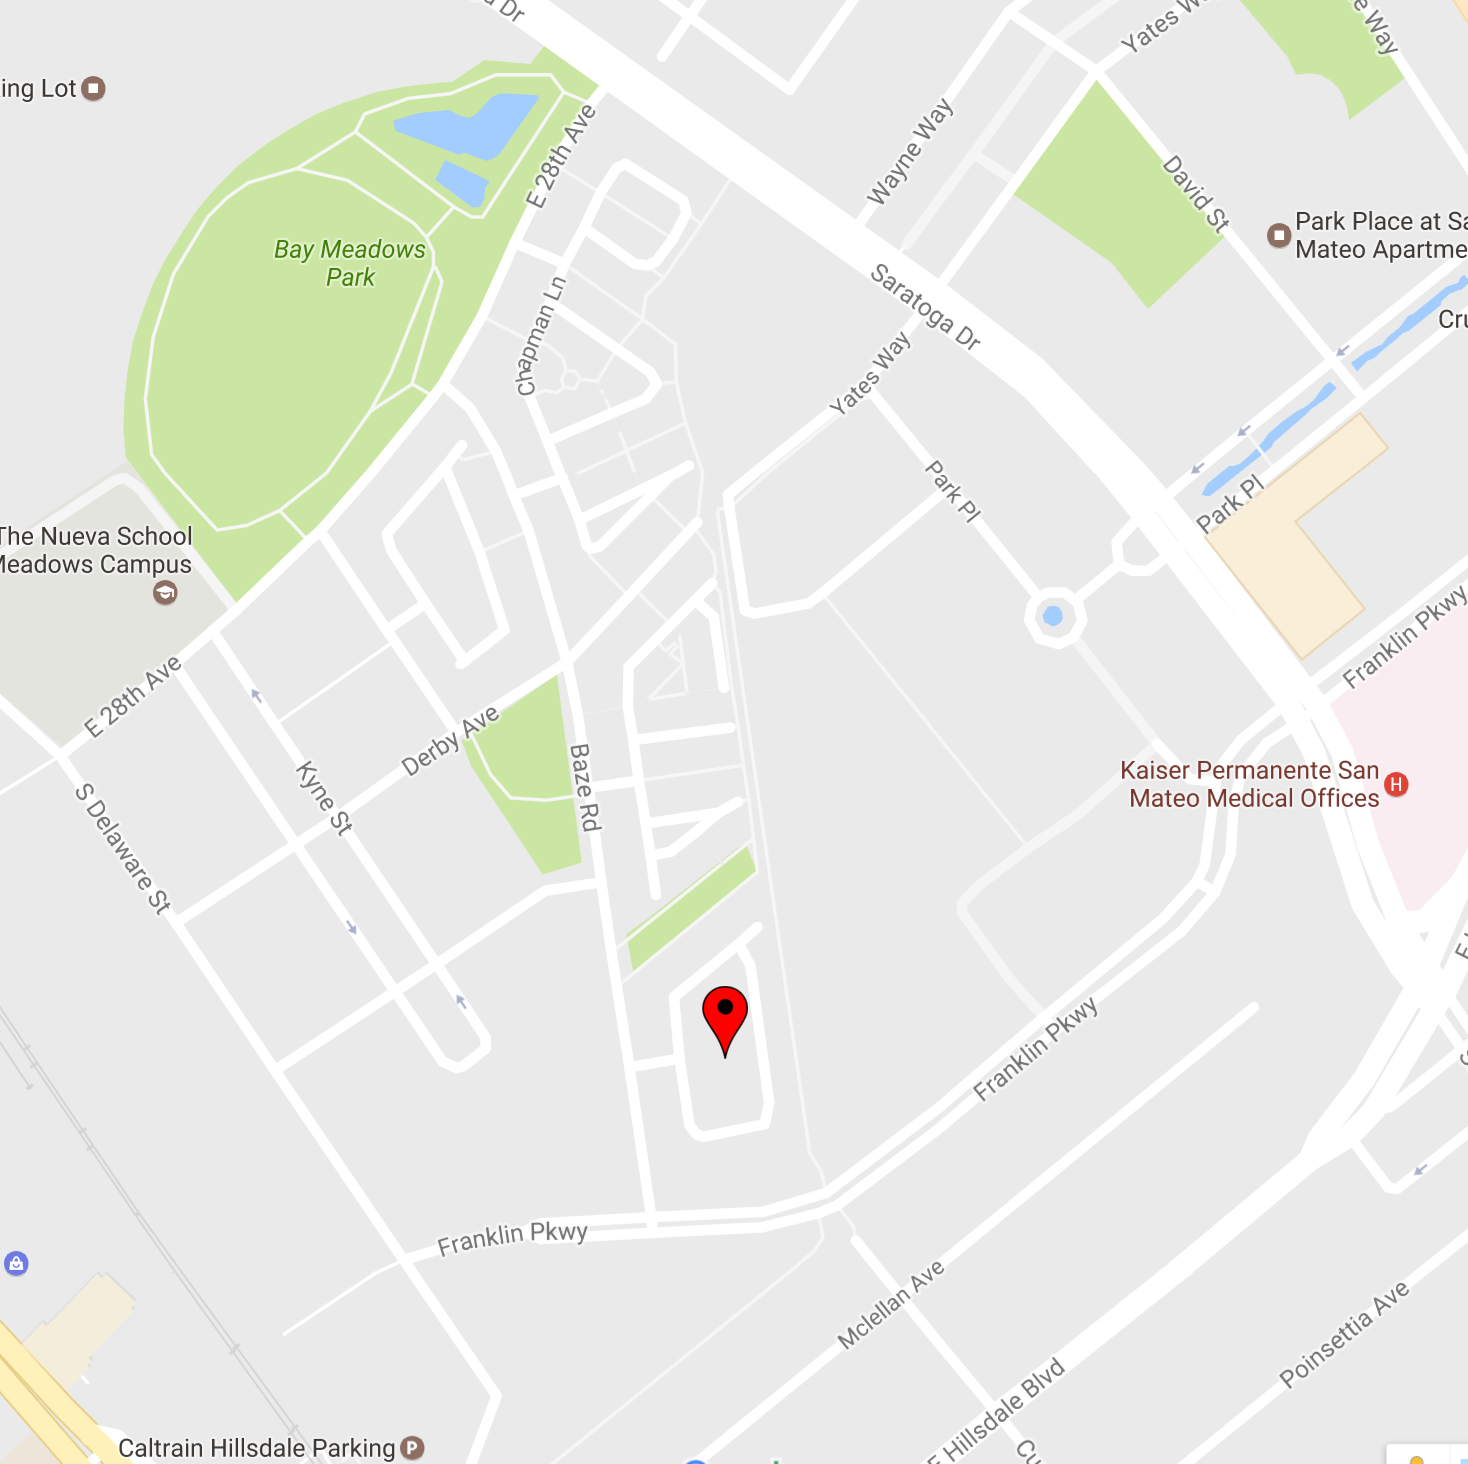 a Dr
Yates W
e Way
ing Lot
E 28th Ave
Wayne Way
David St
Park Place at Sa
Mateo Apartme
Bay Meadows
Park
Saratoga Dr
Cru
Chapman Ln
Yates Way
Park Pl
Park Pl
The Nueva School
Meadows Campus
Franklin Pkwy
E 28th Ave
Derby Ave
Baze Rd
Kyne St
Kaiser Permanente San
Mateo Medical Offices
H
S Delaware St
Franklin Pkwy
Franklin Pkwy
Mclellan Ave
Poinsettia Ave
E Hillsdale Blvd
Caltrain Hillsdale Parking
P
Cu